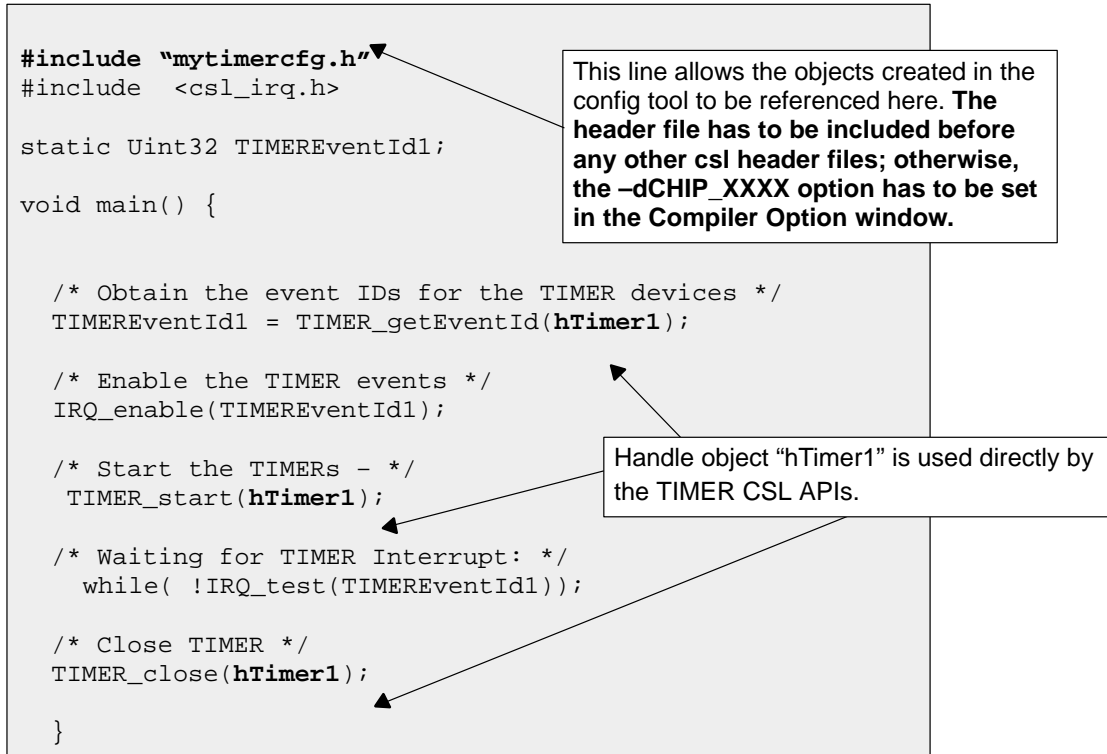 #include “mytimercfg.h”
#include  <csl_irq.h>
static Uint32 TIMEREventId1;
void main() {
/* Obtain the event IDs for the TIMER devices */
TIMEREventId1 = TIMER_getEventId(hTimer1);
/* Enable the TIMER events */
IRQ_enable(TIMEREventId1);
/* Start the TIMERs – */
TIMER_start(hTimer1);
/* Waiting for TIMER Interrupt: */
while( !IRQ_test(TIMEREventId1));
/* Close TIMER */
TIMER_close(hTimer1);
}
This line allows the objects created in the
config tool to be referenced here. The
header file has to be included before
any other csl header files; otherwise,
the –dCHIP_XXXX option has to be set
in the Compiler Option window.
Handle object “hTimer1” is used directly by
the TIMER CSL APIs.